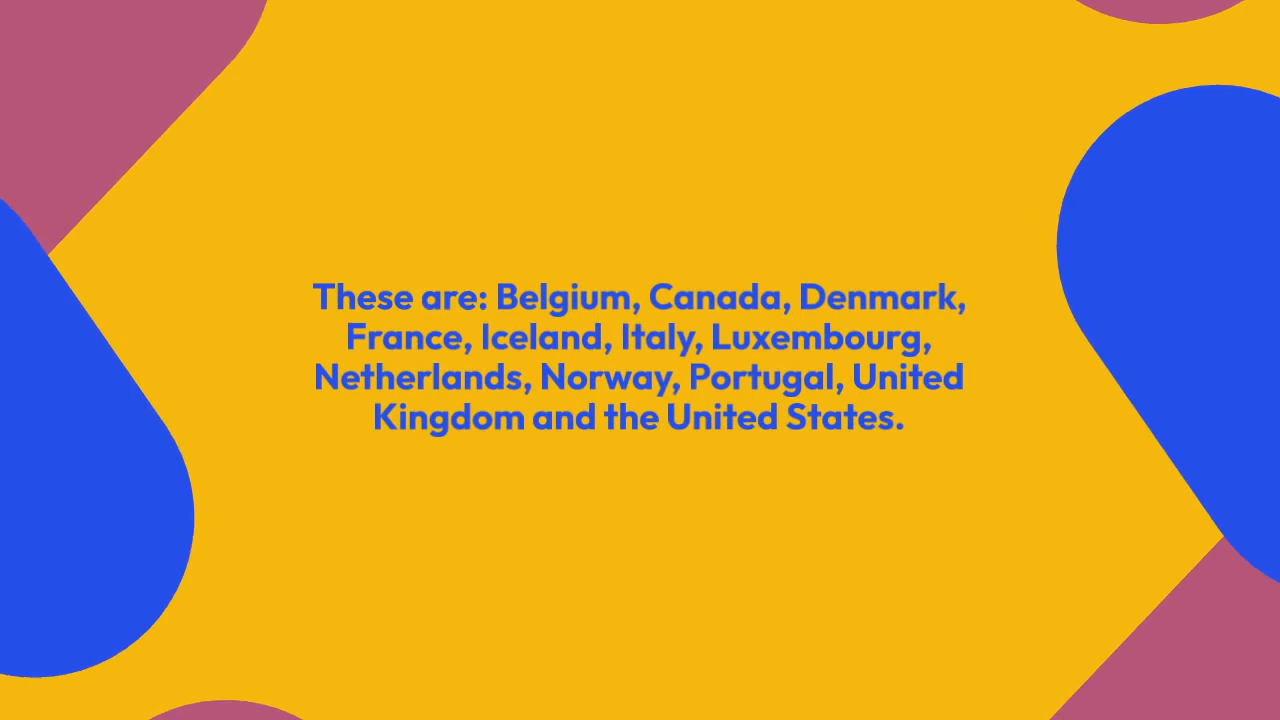 These are: Belgium, Canada, Denmark,
France, Iceland, Italy, Luxembourg,
Netherlands, Norway, Portugal, United
Kingdom and the United States.